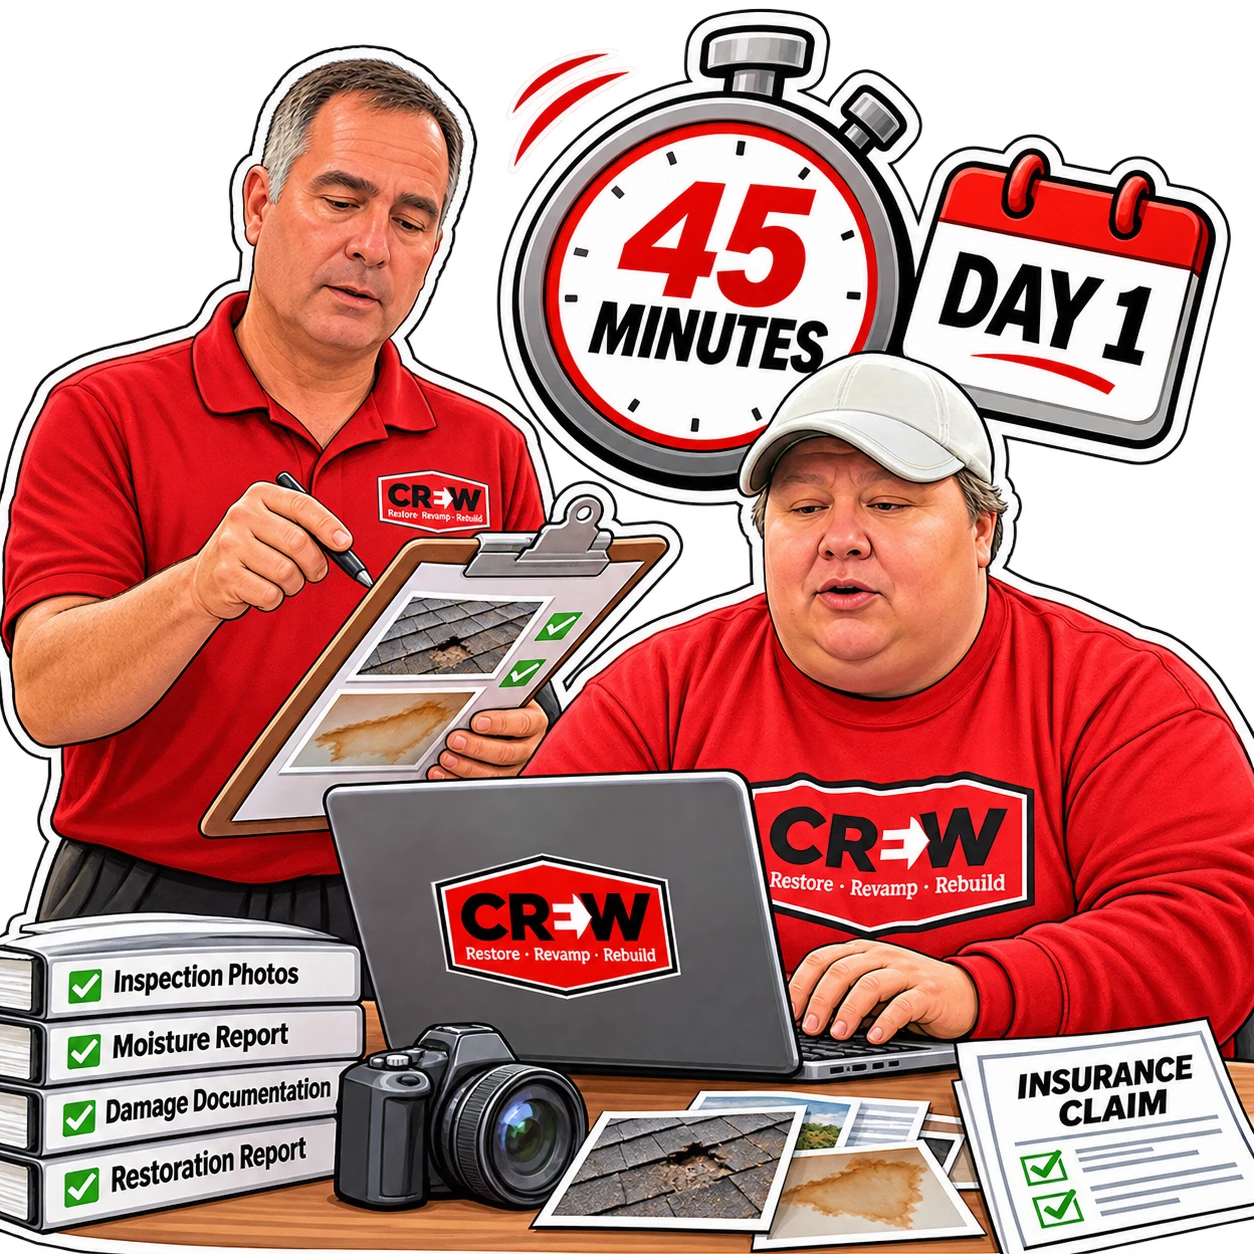 45
MINUTES
DAY 1
CREW
Restore · Revamp · Rebuild
CREW
Restore · Revamp · Rebuild
CREW
Restore · Revamp · Rebuild
Inspection Photos
Moisture Report
Damage Documentation
Restoration Report
INSURANCE
CLAIM